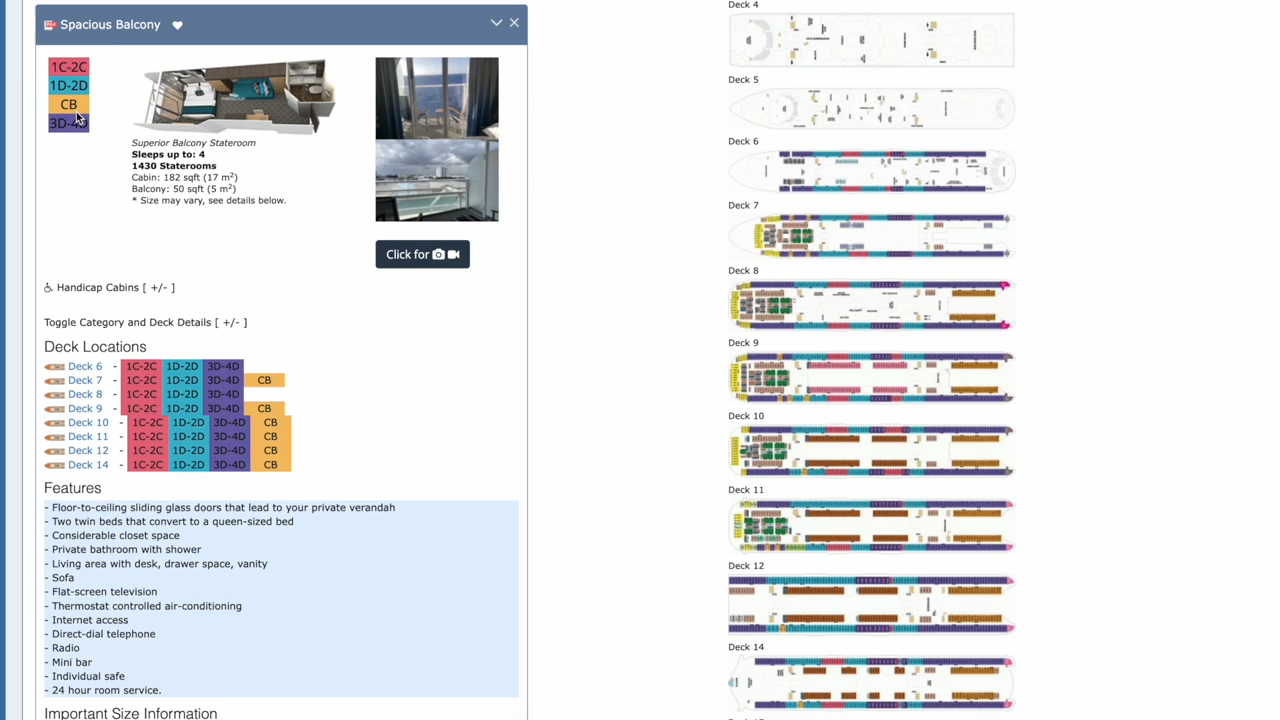 Spacious Balcony
1C-2C
1D-2D
CB
3D-4D
Superior Balcony Stateroom
Sleeps up to: 4
1430 Staterooms
Cabin: 182 sqft (17 m²)
Balcony: 50 sqft (5 m²)
* Size may vary, see details below.
Click for
Handicap Cabins [ +/- ]
Toggle Category and Deck Details [ +/- ]
Deck Locations
Deck 6 - 1C-2C 1D-2D 3D-4D
Deck 7 - 1C-2C 1D-2D 3D-4D CB
Deck 8 - 1C-2C 1D-2D 3D-4D
Deck 9 - 1C-2C 1D-2D 3D-4D CB
Deck 10 - 1C-2C 1D-2D 3D-4D CB
Deck 11 - 1C-2C 1D-2D 3D-4D CB
Deck 12 - 1C-2C 1D-2D 3D-4D CB
Deck 14 - 1C-2C 1D-2D 3D-4D CB
Features
- Floor-to-ceiling sliding glass doors that lead to your private verandah
- Two twin beds that convert to a queen-sized bed
- Considerable closet space
- Private bathroom with shower
- Living area with desk, drawer space, vanity
- Sofa
- Flat-screen television
- Thermostat controlled air-conditioning
- Internet access
- Direct-dial telephone
- Radio
- Mini bar
- Individual safe
- 24 hour room service.
Important Size Information
Deck 4
Deck 5
Deck 6
Deck 7
Deck 8
Deck 9
Deck 10
Deck 11
Deck 12
Deck 14